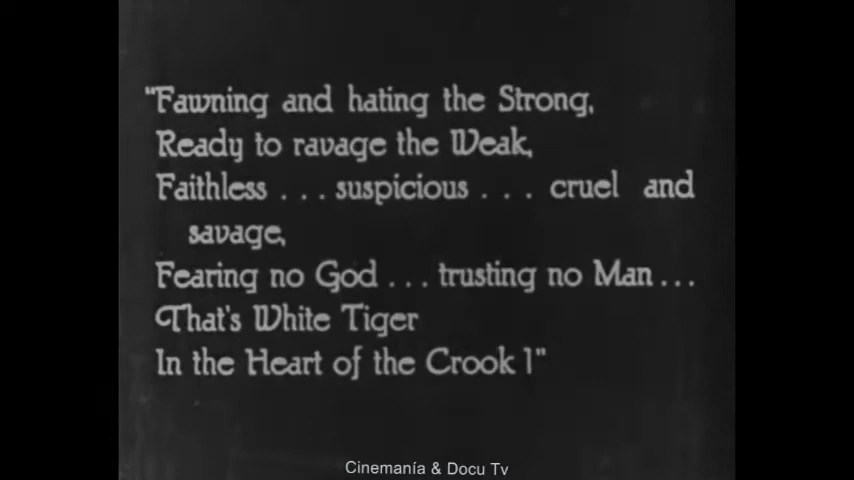 "Fawning and hating the Strong,
Ready to ravage the Weak,
Faithless . . . suspicious . . . cruel and
savage,
Fearing no God . . . trusting no Man . . .
That's White Tiger
In the Heart of the Crook!"
Cinemanía & Docu Tv